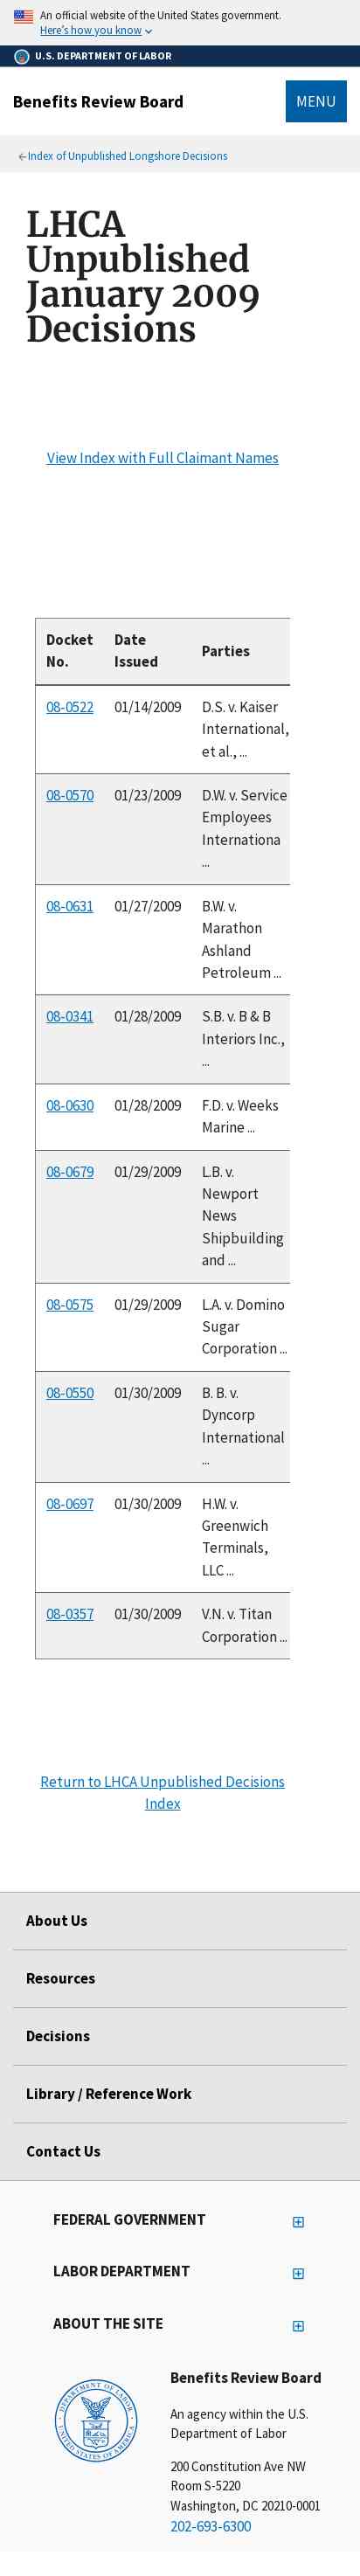 An official website of the United States government.
Here's how you know
U.S. DEPARTMENT OF LABOR
Benefits Review Board
MENU
Index of Unpublished Longshore Decisions
LHCA
Unpublished
January 2009
Decisions
View Index with Full Claimant Names
Docket No. Date Issued Parties
08-0522 01/14/2009 D.S. v. Kaiser
International,
et al., ...
08-0570 01/23/2009 D.W. v. Service
Employees
Internationa
...
08-0631 01/27/2009 B.W. v.
Marathon
Ashland
Petroleum ...
08-0341 01/28/2009 S.B. v. B & B
Interiors Inc.,
...
08-0630 01/28/2009 F.D. v. Weeks
Marine ...
08-0679 01/29/2009 L.B. v.
Newport
News
Shipbuilding
and ...
08-0575 01/29/2009 L.A. v. Domino
Sugar
Corporation ...
08-0550 01/30/2009 B. B. v.
Dyncorp
International
...
08-0697 01/30/2009 H.W. v.
Greenwich
Terminals,
LLC ...
08-0357 01/30/2009 V.N. v. Titan
Corporation ...
Return to LHCA Unpublished Decisions
Index
About Us
Resources
Decisions
Library / Reference Work
Contact Us
FEDERAL GOVERNMENT
LABOR DEPARTMENT
ABOUT THE SITE
DEPARTMENT OF LABOR
UNITED STATES OF AMERICA
Benefits Review Board
An agency within the U.S.
Department of Labor
200 Constitution Ave NW
Room S-5220
Washington, DC 20210-0001
202-693-6300